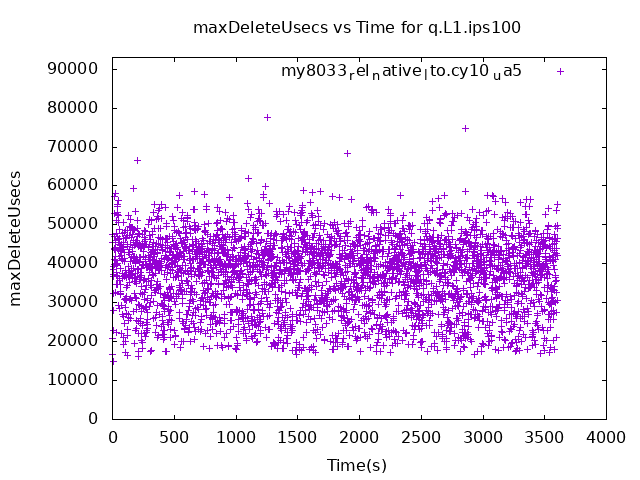 maxDeleteUsecs vs Time for q.L1.ips100
my8033relnativelto.cy10ua5
maxDeleteUsecs
90000
80000
70000
60000
50000
40000
30000
20000
10000
0
0 500 1000 1500 2000 2500 3000 3500 4000
Time(s)